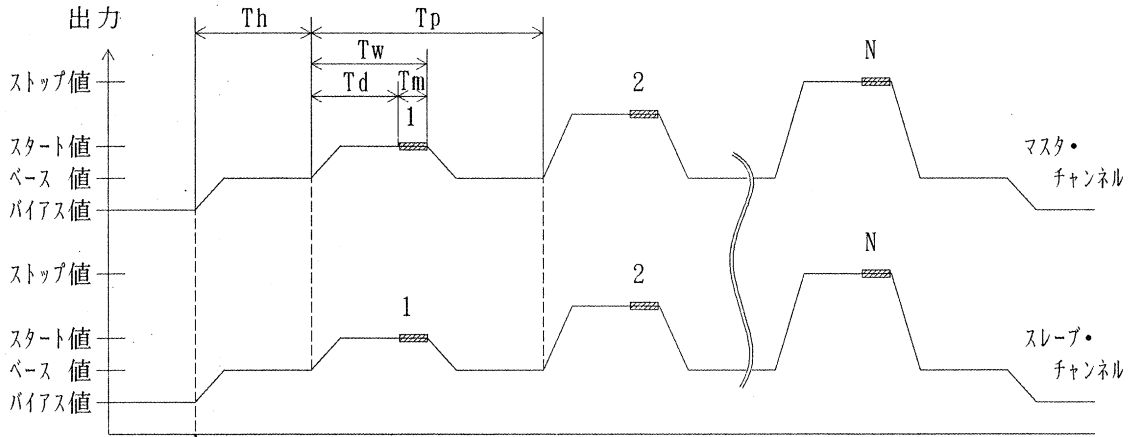 出力
Th
Tp
Tw
Td
Tm
ストップ値
1
2
N
スタート値
ベース 値
バイアス値
マスタ・
チャンネル
ストップ値
1
2
N
スタート値
ベース 値
バイアス値
スレーブ・
チャンネル